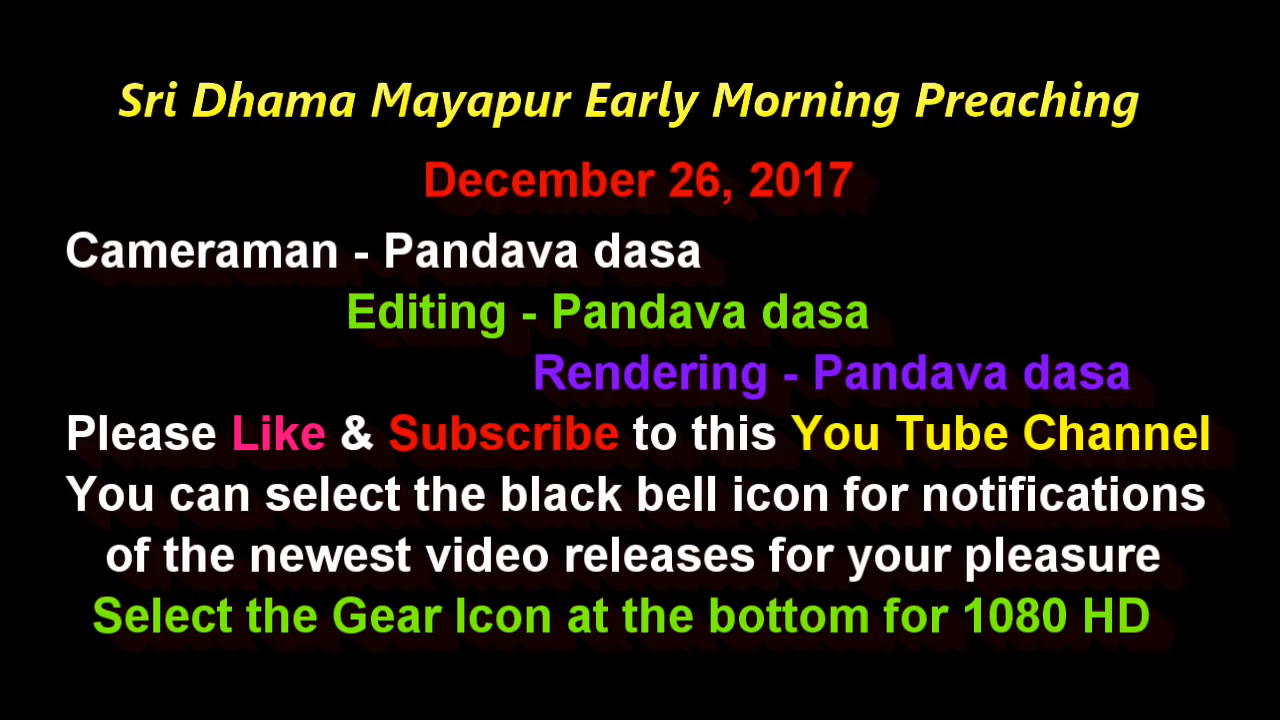 Sri Dhama Mayapur Early Morning Preaching
December 26, 2017
Cameraman - Pandava dasa
Editing - Pandava dasa
Rendering - Pandava dasa
Please Like & Subscribe to this You Tube Channel
You can select the black bell icon for notifications
of the newest video releases for your pleasure
Select the Gear Icon at the bottom for 1080 HD